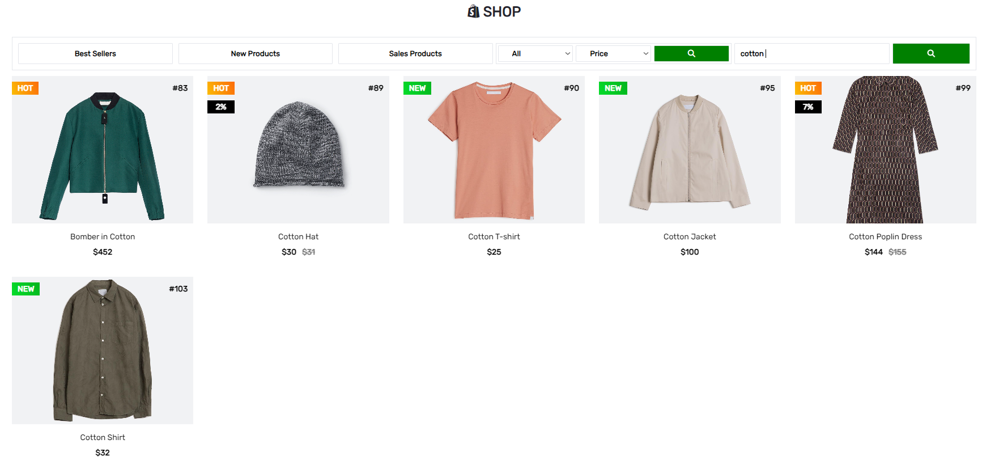 SHOP
Best Sellers
New Products
Sales Products
All
Price
cotton
HOT
#83
HOT
2%
#89
NEW
#90
NEW
#95
HOT
7%
#99
Bomber in Cotton
$452
Cotton Hat
$30 $31
Cotton T-shirt
$25
Cotton Jacket
$100
Cotton Poplin Dress
$144 $155
NEW
#103
Cotton Shirt
$32